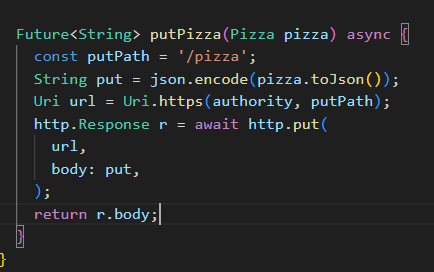 Future<String> putPizza(Pizza pizza) async {
const putPath = '/pizza';
String put = json.encode(pizza.toJson());
Uri url = Uri.https(authority, putPath);
http.Response r = await http.put(
url,
body: put,
);
return r.body;
}
}